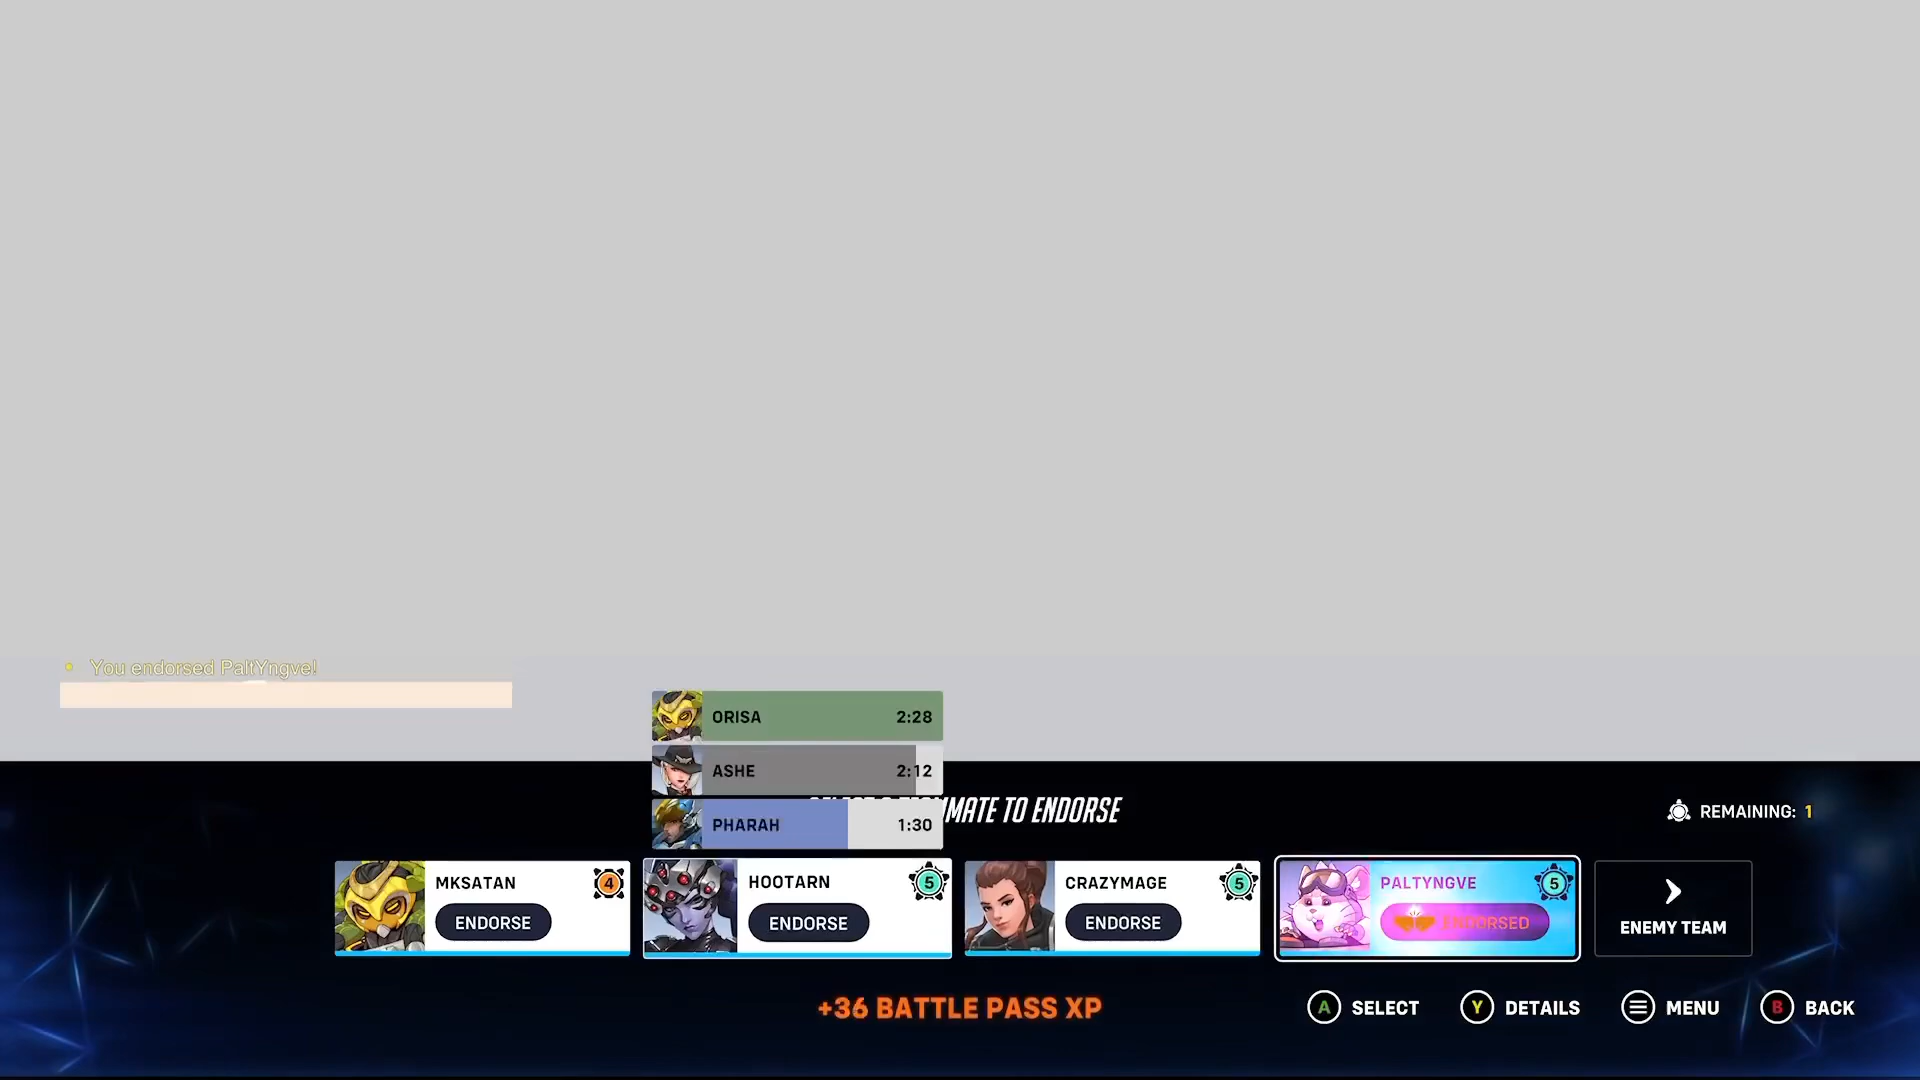 You endorsed PaltYngve!
ORISA 2:28
ASHE 2:12
PHARAH 1:30
MATE TO ENDORSE
REMAINING: 1
MKSATAN 4
ENDORSE
HOOTARN 5
ENDORSE
CRAZYMAGE 5
ENDORSE
PALTYNGVE 5
ENDORSED
ENEMY TEAM
+36 BATTLE PASS XP
A SELECT
Y DETAILS
MENU
B BACK